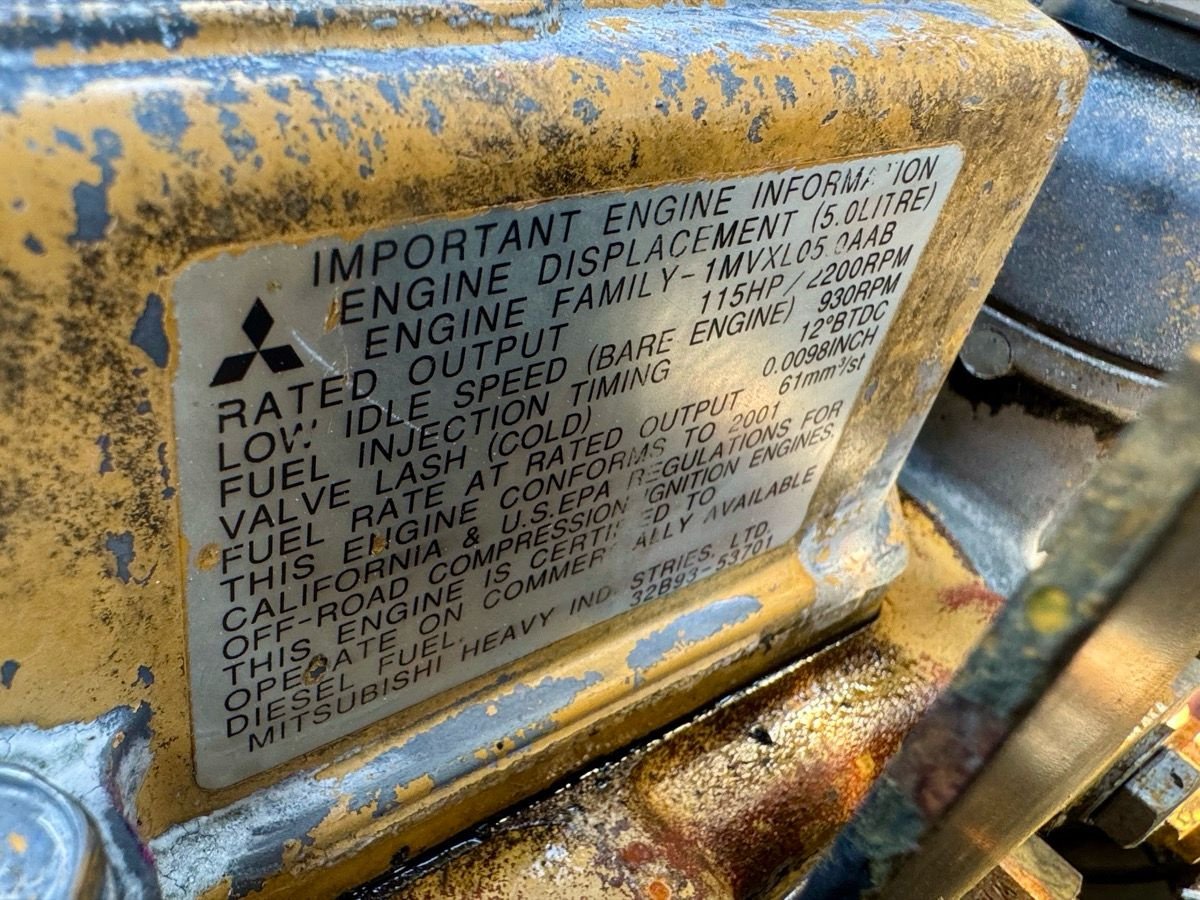 IMPORTANT ENGINE INFORMATION
ENGINE DISPLACEMENT (5.0LITRE)
ENGINE FAMILY-1MVXL05.0AAB
RATED OUTPUT 115HP/2200RPM
LOW IDLE SPEED (BARE ENGINE) 930RPM
FUEL INJECTION TIMING 12°BTDC
VALVE LASH (COLD) 0.0098INCH
FUEL RATE AT RATED OUTPUT 61mm³/st
THIS ENGINE CONFORMS TO 2001
CALIFORNIA & U.S.EPA REGULATIONS FOR
OFF-ROAD COMPRESSION IGNITION ENGINES.
THIS ENGINE IS CERTIFIED TO
OPERATE ON COMMERCIALLY AVAILABLE
DIESEL FUEL.
MITSUBISHI HEAVY INDUSTRIES, LTD.
32B93-53701